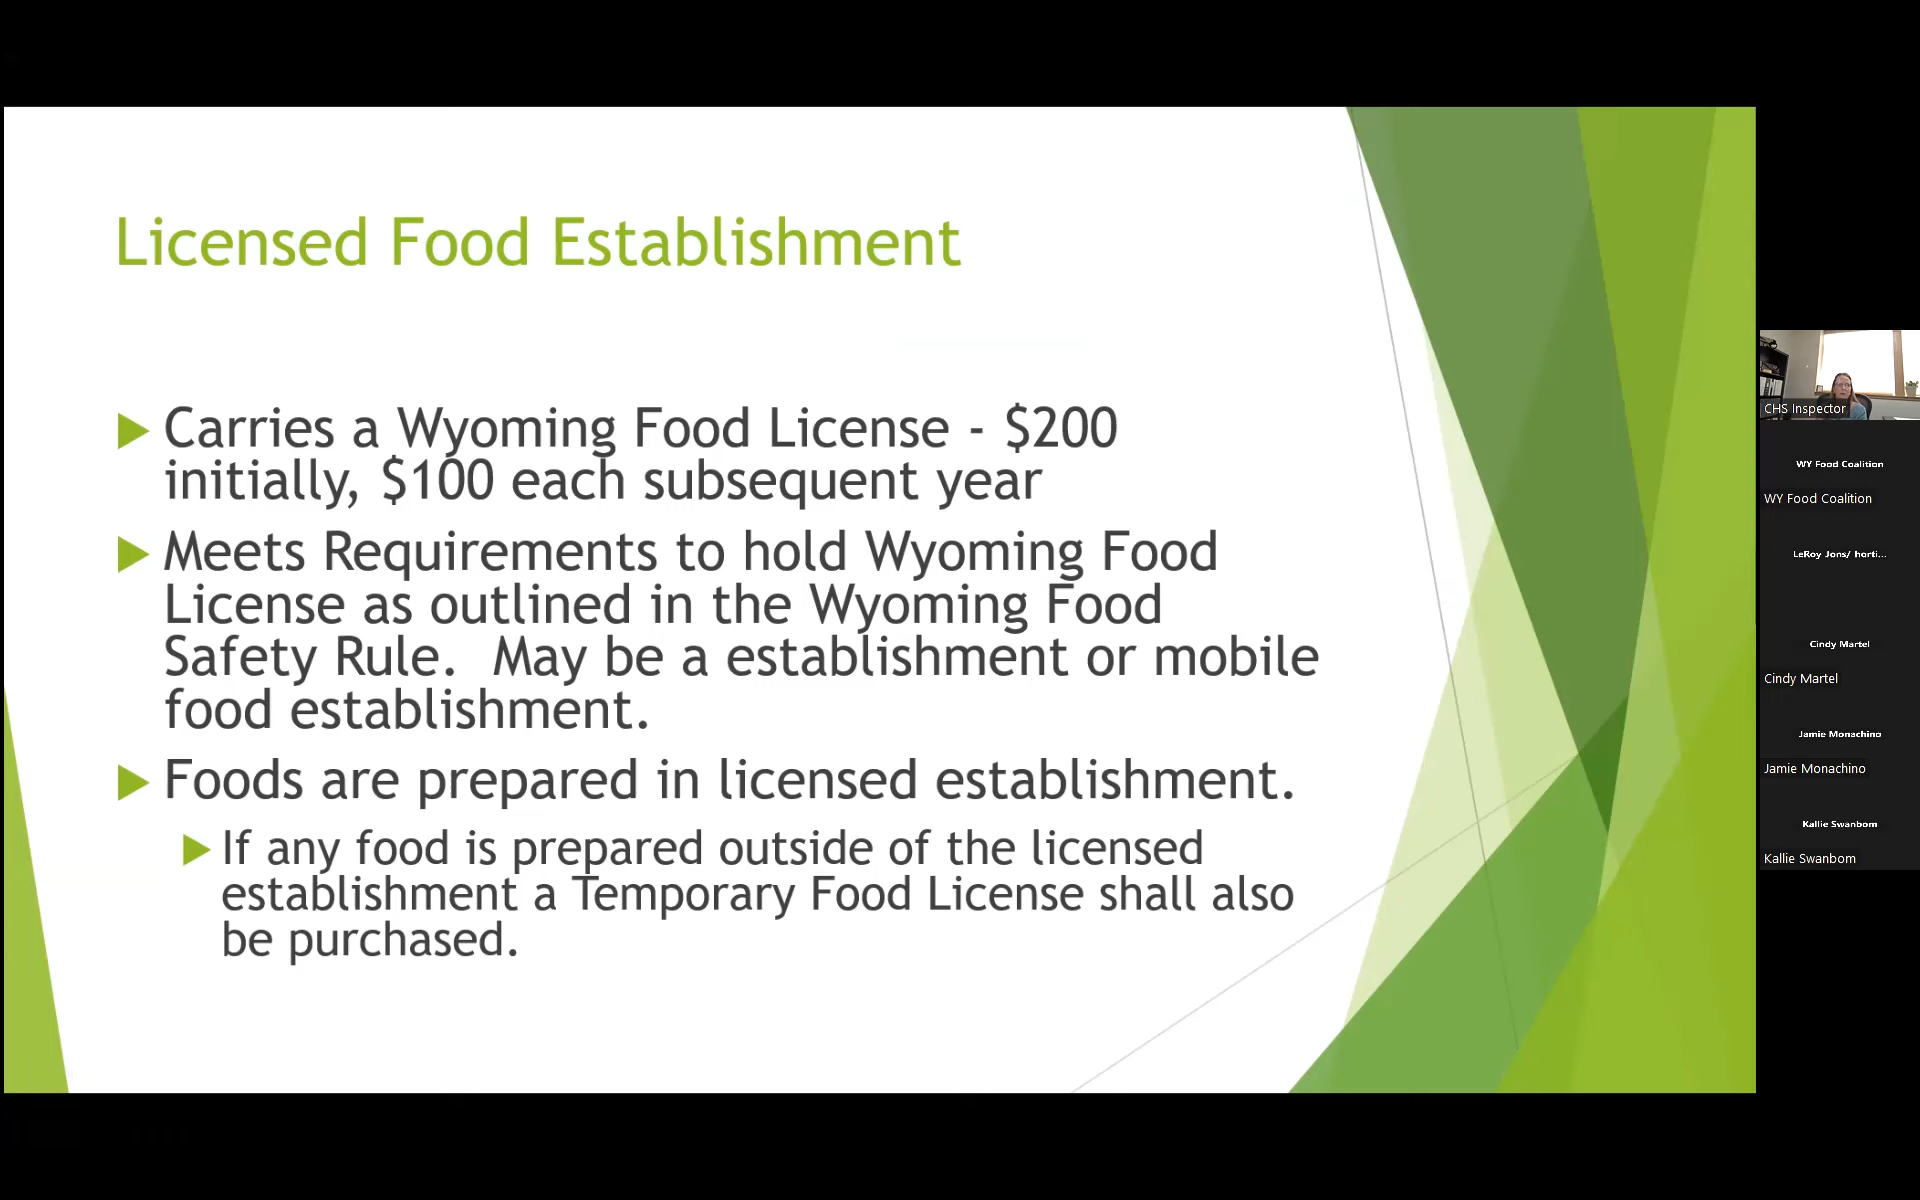 Licensed Food Establishment
Carries a Wyoming Food License - $200
initially, $100 each subsequent year
Meets Requirements to hold Wyoming Food
License as outlined in the Wyoming Food
Safety Rule.  May be a establishment or mobile
food establishment.
Foods are prepared in licensed establishment.
If any food is prepared outside of the licensed
establishment a Temporary Food License shall also
be purchased.
CHS Inspector
WY Food Coalition
WY Food Coalition
LeRoy Jons/ horti...
Cindy Martel
Cindy Martel
Jamie Monachino
Jamie Monachino
Kallie Swanbom
Kallie Swanbom